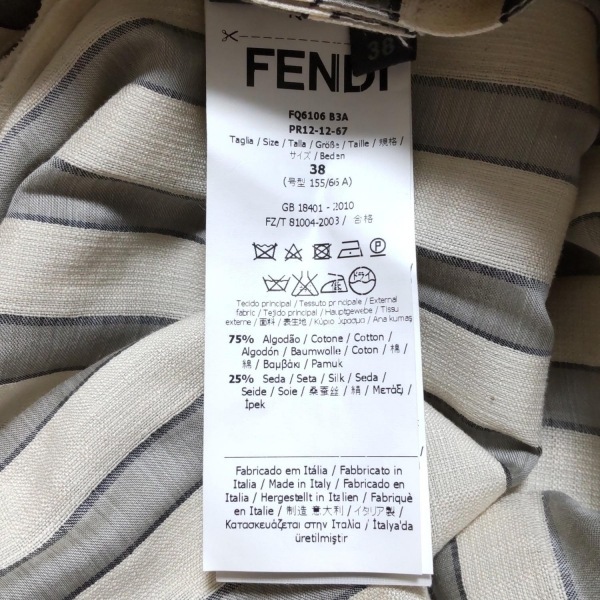 38
FENDI
FQ6106 B3A
PR12-12-67
Taglia / Size / Talla / Größe / Taille / 規格 /
サイズ / Beden
38
(号型 155/66 A)
GB 18401 - 2010
FZ/T 81004-2003 / 合格
P
ドライ
Tecido principal / Tessuto principale / External
fabric / Tejido principal / Hauptgewebe / Tissu
externe / 面料 / 表生地 / Κύριο ύφασμα / Ana kumaş
75% Algodão / Cotone / Cotton /
Algodón / Baumwolle / Coton / 棉 /
綿 / Βαμβάκι / Pamuk
25% Seda / Seta / Silk / Seda /
Seide / Soie / 桑蚕丝 / 絹 / Μετάξι /
İpek
Fabricado em Itália / Fabbricato in
Italia / Made in Italy / Fabricado en
Italia / Hergestellt in Italien / Fabriqué
en Italie / 制造 意大利 / イタリア製 /
Κατασκευάζεται στην Ιταλία / İtalya'da
üretilmiştir